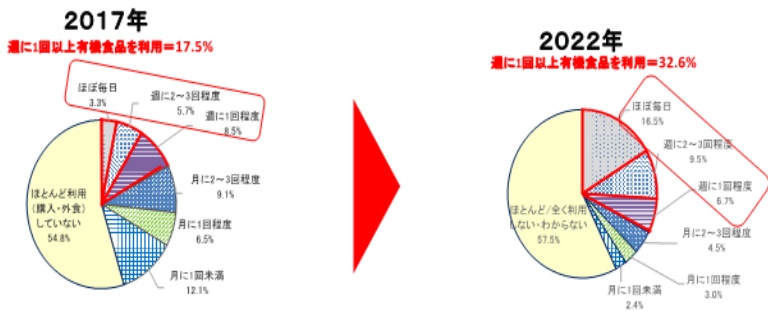 2017年
週に1回以上有機食品を利用＝17.5%
ほぼ毎日
3.3%
週に2～3回程度
5.7%
週に1回程度
8.5%
月に2～3回程度
9.1%
月に1回程度
6.5%
月に1回未満
12.1%
ほとんど利用
（購入・外食）
していない
54.8%
2022年
週に1回以上有機食品を利用＝32.6%
ほぼ毎日
16.5%
週に2～3回程度
9.5%
週に1回程度
6.7%
月に2～3回程度
4.5%
月に1回程度
3.0%
月に1回未満
2.4%
ほとんど/全く利用
しない・わからない
57.5%